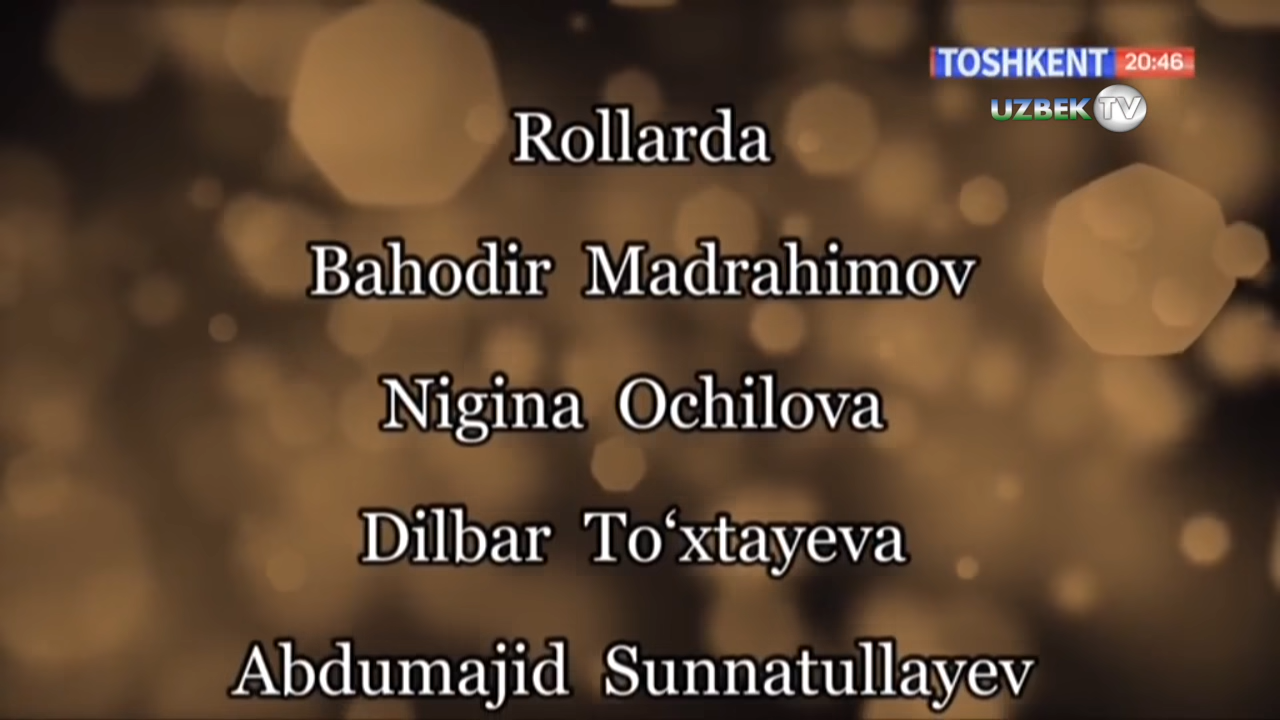 TOSHKENT 20:46
UZBEK TV
Rollarda
Bahodir Madrahimov
Nigina Ochilova
Dilbar To‘xtayeva
Abdumajid Sunnatullayev